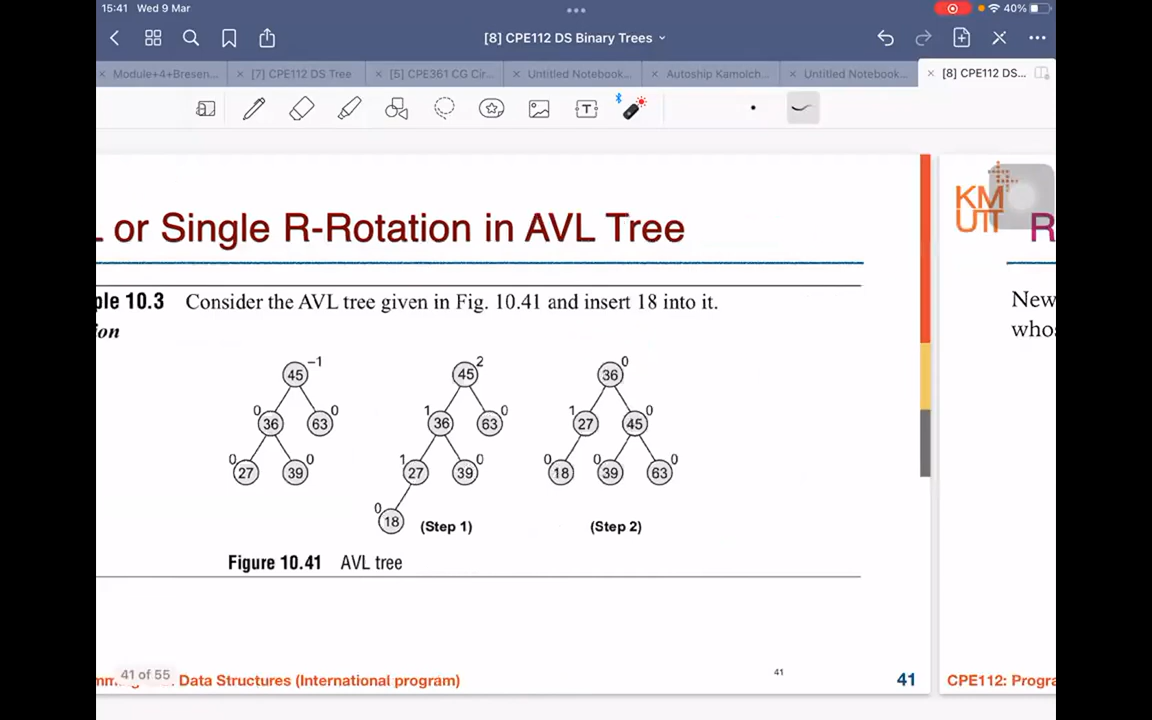 15:41 Wed 9 Mar
40%
[8] CPE112 DS Binary Trees
Module+4+Bresen...
[7] CPE112 DS Tree
[5] CPE361 CG Cir...
Untitled Notebook...
Autoship Kamolch...
Untitled Notebook...
[8] CPE112 DS...
L or Single R-Rotation in AVL Tree
KM
UTT
R
ple 10.3 Consider the AVL tree given in Fig. 10.41 and insert 18 into it.
ion
New
whos
45 -1
0 36
63 0
0 27
39 0
45 2
1 36
63 0
1 27
39 0
0 18
(Step 1)
36 0
1 27
45 0
0 18
0 39
63 0
(Step 2)
Figure 10.41 AVL tree
41 of 55
Data Structures (International program)
41
41
CPE112: Progra